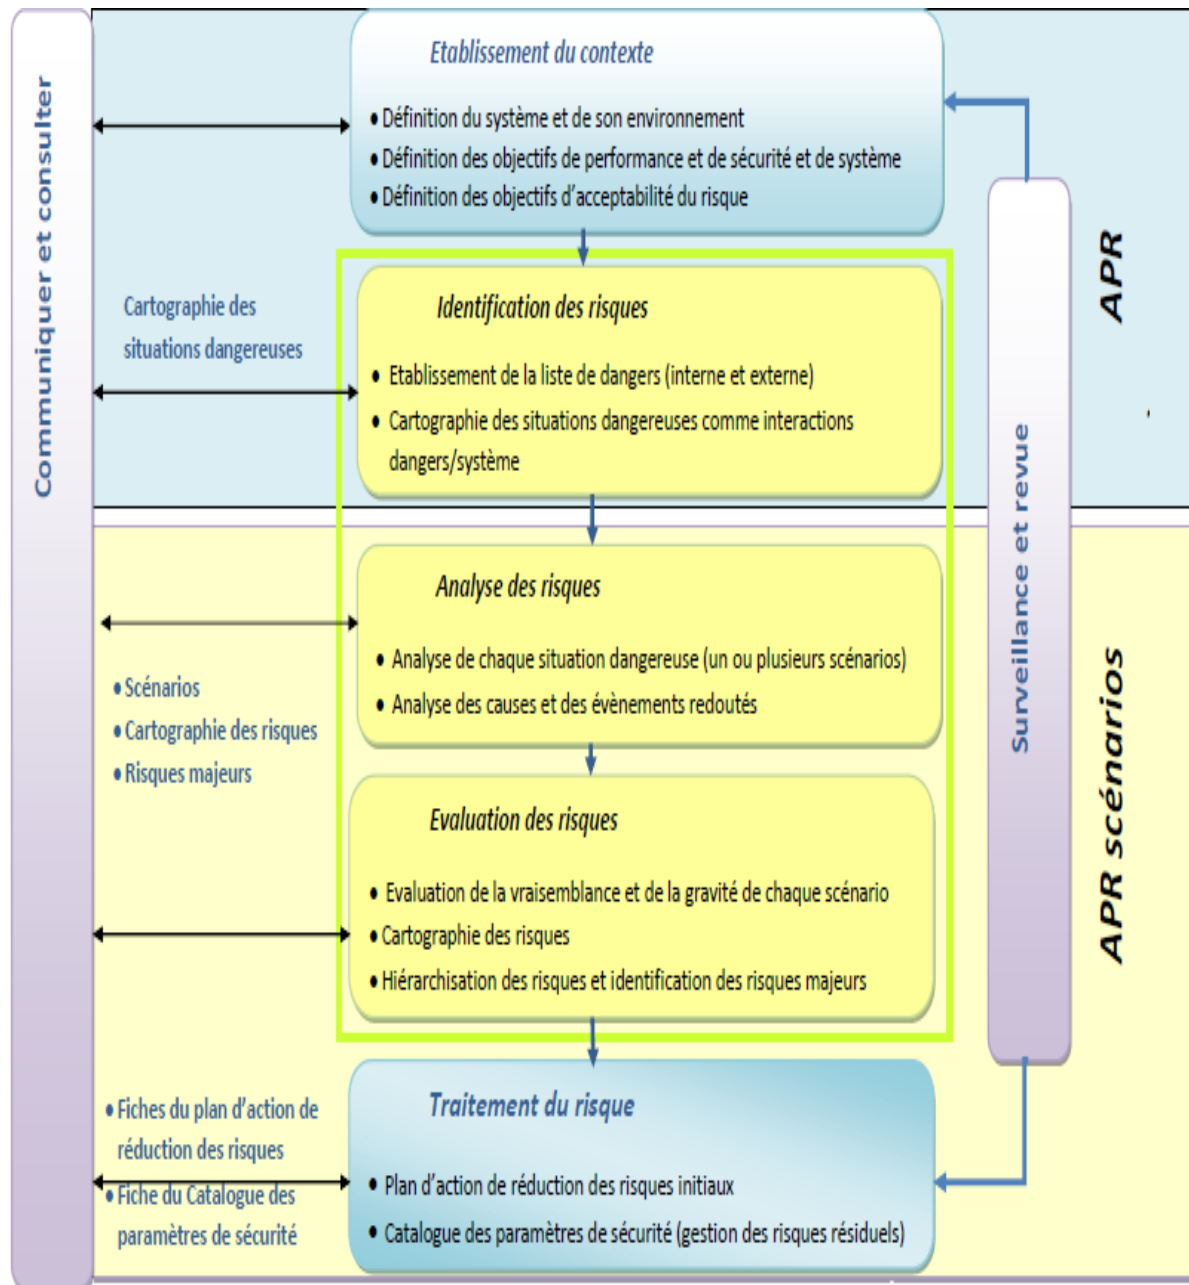 Communiquer et consulter
Etablissement du contexte
• Définition du système et de son environnement
• Définition des objectifs de performance et de sécurité et de système
• Définition des objectifs d'acceptabilité du risque
Cartographie des
situations dangereuses
Identification des risques
• Etablissement de la liste de dangers (interne et externe)
• Cartographie des situations dangereuses comme interactions
dangers/système
Analyse des risques
• Analyse de chaque situation dangereuse (un ou plusieurs scénarios)
• Analyse des causes et des évènements redoutés
• Scénarios
• Cartographie des risques
• Risques majeurs
Evaluation des risques
• Evaluation de la vraisemblance et de la gravité de chaque scénario
• Cartographie des risques
• Hiérarchisation des risques et identification des risques majeurs
• Fiches du plan d'action de
réduction des risques
• Fiche du Catalogue des
paramètres de sécurité
Traitement du risque
• Plan d'action de réduction des risques initiaux
• Catalogue des paramètres de sécurité (gestion des risques résiduels)
Surveillance et revue
APR
APR scénarios